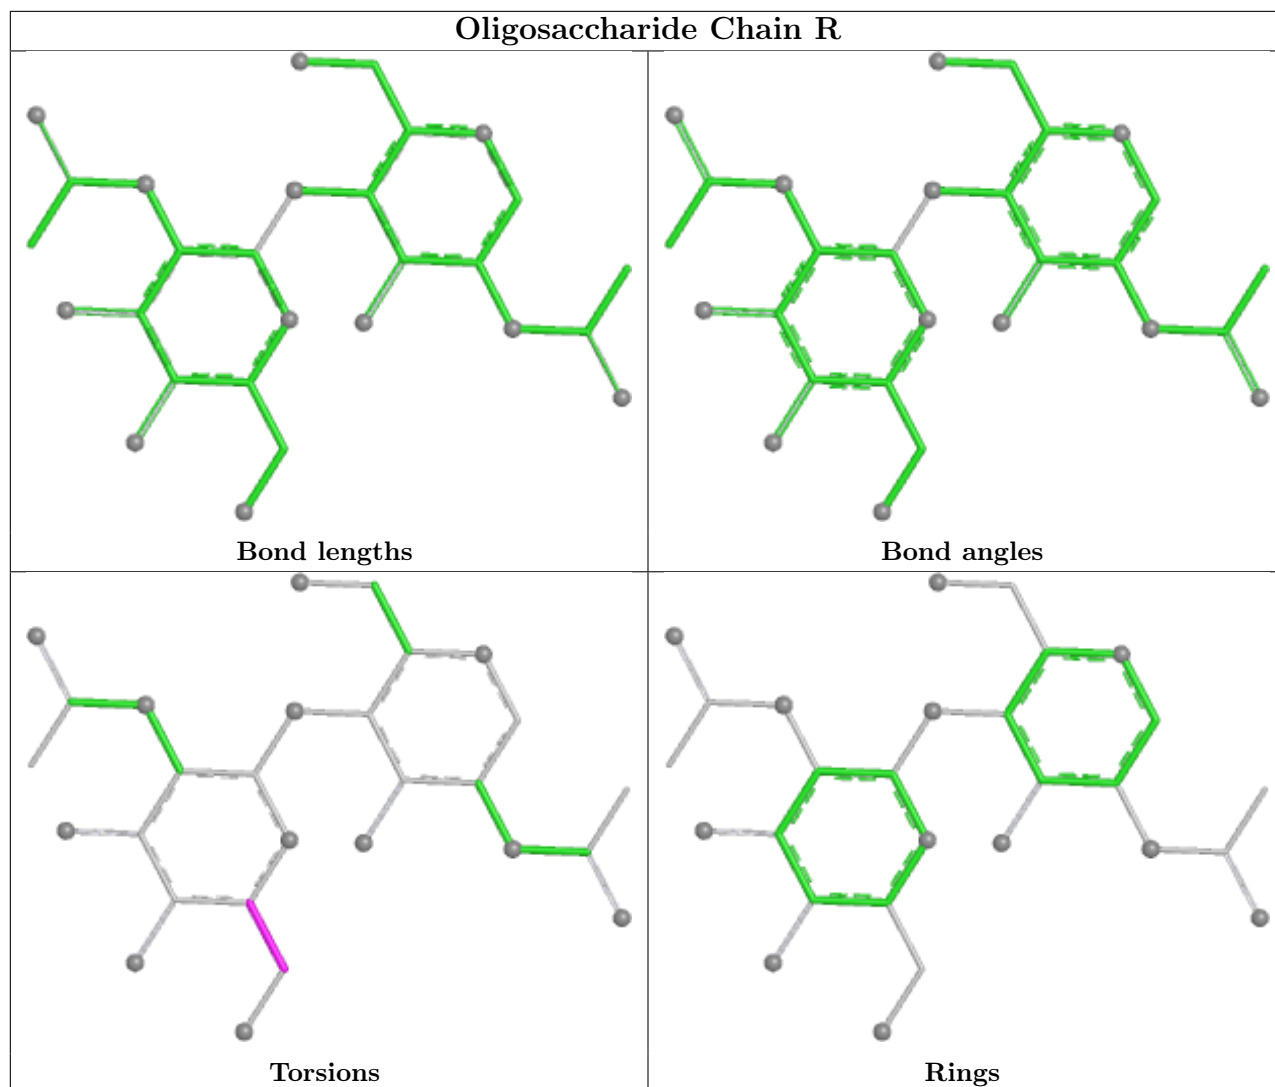 Oligosaccharide Chain R
Bond lengths
Bond angles
Torsions
Rings